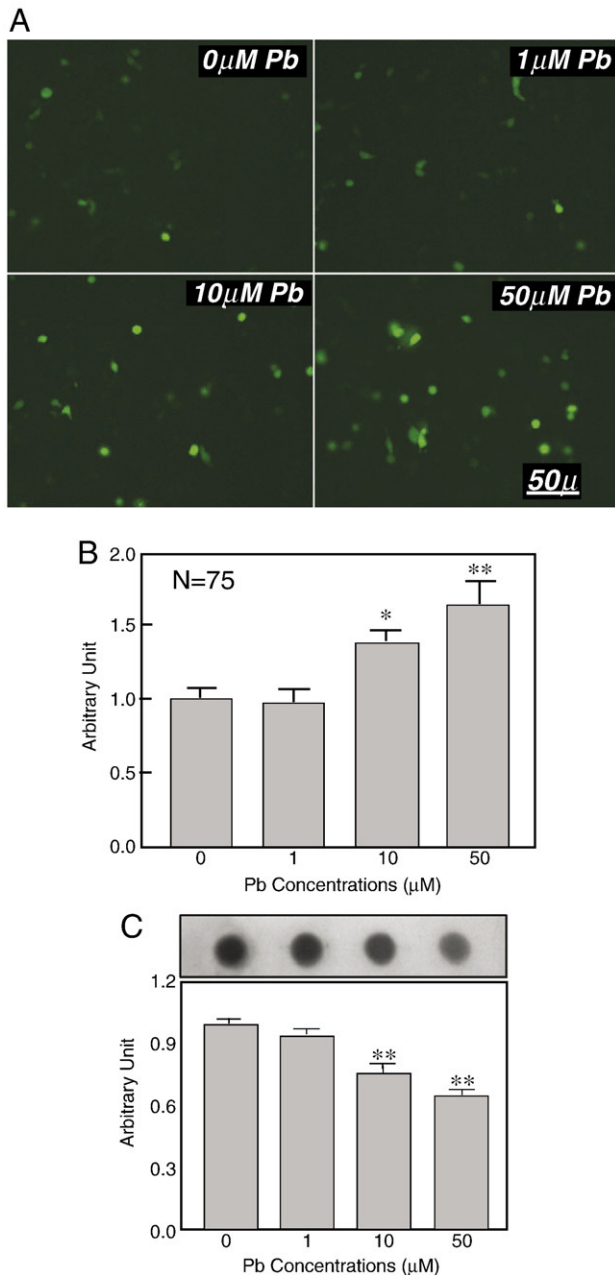 A
0μM Pb
1μM Pb
10μM Pb
50μM Pb
50μ
B
2.0
N=75
**
*
1.5
1.0
0.5
0.0
Arbitrary Unit
0 1 10 50
Pb Concentrations (μM)
C
1.2
0.9
**
**
0.6
0.3
0.0
Arbitrary Unit
0 1 10 50
Pb Concentrations (μM)